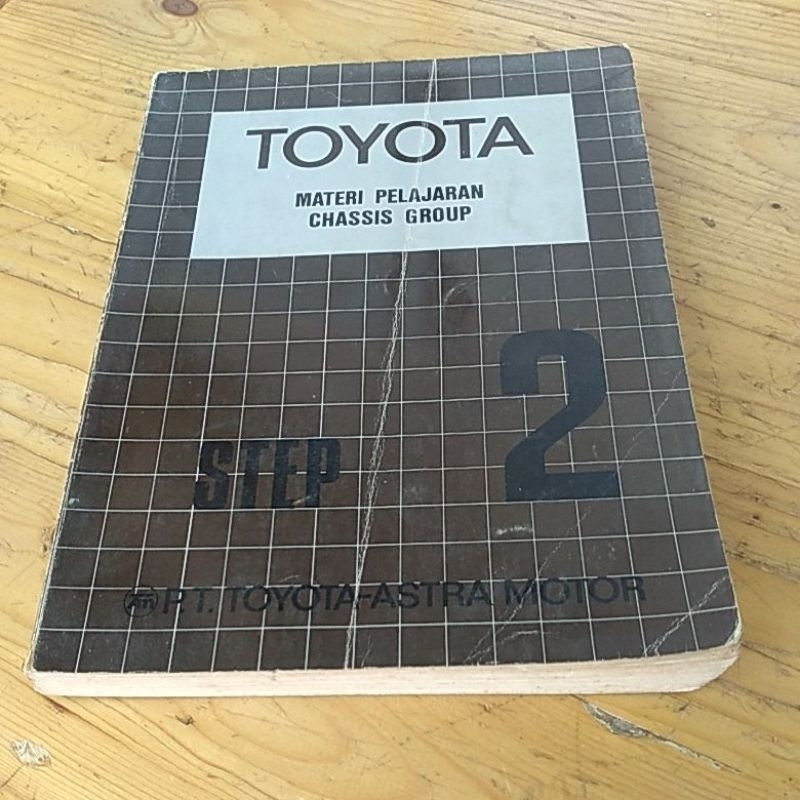 TOYOTA
MATERI PELAJARAN
CHASSIS GROUP
2
STEP
P.T. TOYOTA-ASTRA MOTOR